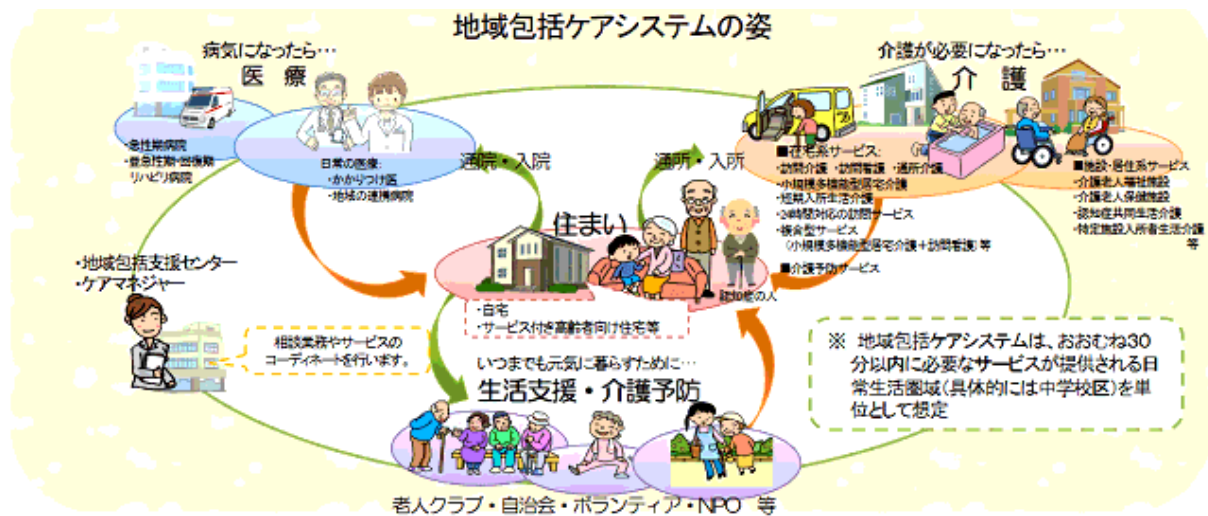 地域包括ケアシステムの姿
病気になったら…
医 療
・急性期病院
・亜急性期・回復期
リハビリ病院
日常の医療:
・かかりつけ医
・地域の連携病院
通院・入院
通所・入所
介護が必要になったら…
介 護
■在宅系サービス:
・訪問介護 ・訪問看護 ・通所介護
・小規模多機能型居宅介護
・短期入所生活介護
・24時間対応の訪問サービス
・複合型サービス
(小規模多機能型居宅介護+訪問看護)等
■介護予防サービス
■施設・居住系サービス
・介護老人福祉施設
・介護老人保健施設
・認知症共同生活介護
・特定施設入所者生活介護
等
住まい
・自宅
・サービス付き高齢者向け住宅等
認知症の人
・地域包括支援センター
・ケアマネジャー
相談業務やサービスの
コーディネートを行います。
いつまでも元気に暮らすために…
生活支援・介護予防
老人クラブ・自治会・ボランティア・NPO 等
※ 地域包括ケアシステムは、おおむね30
分以内に必要なサービスが提供される日
常生活圏域(具体的には中学校区)を単
位として想定